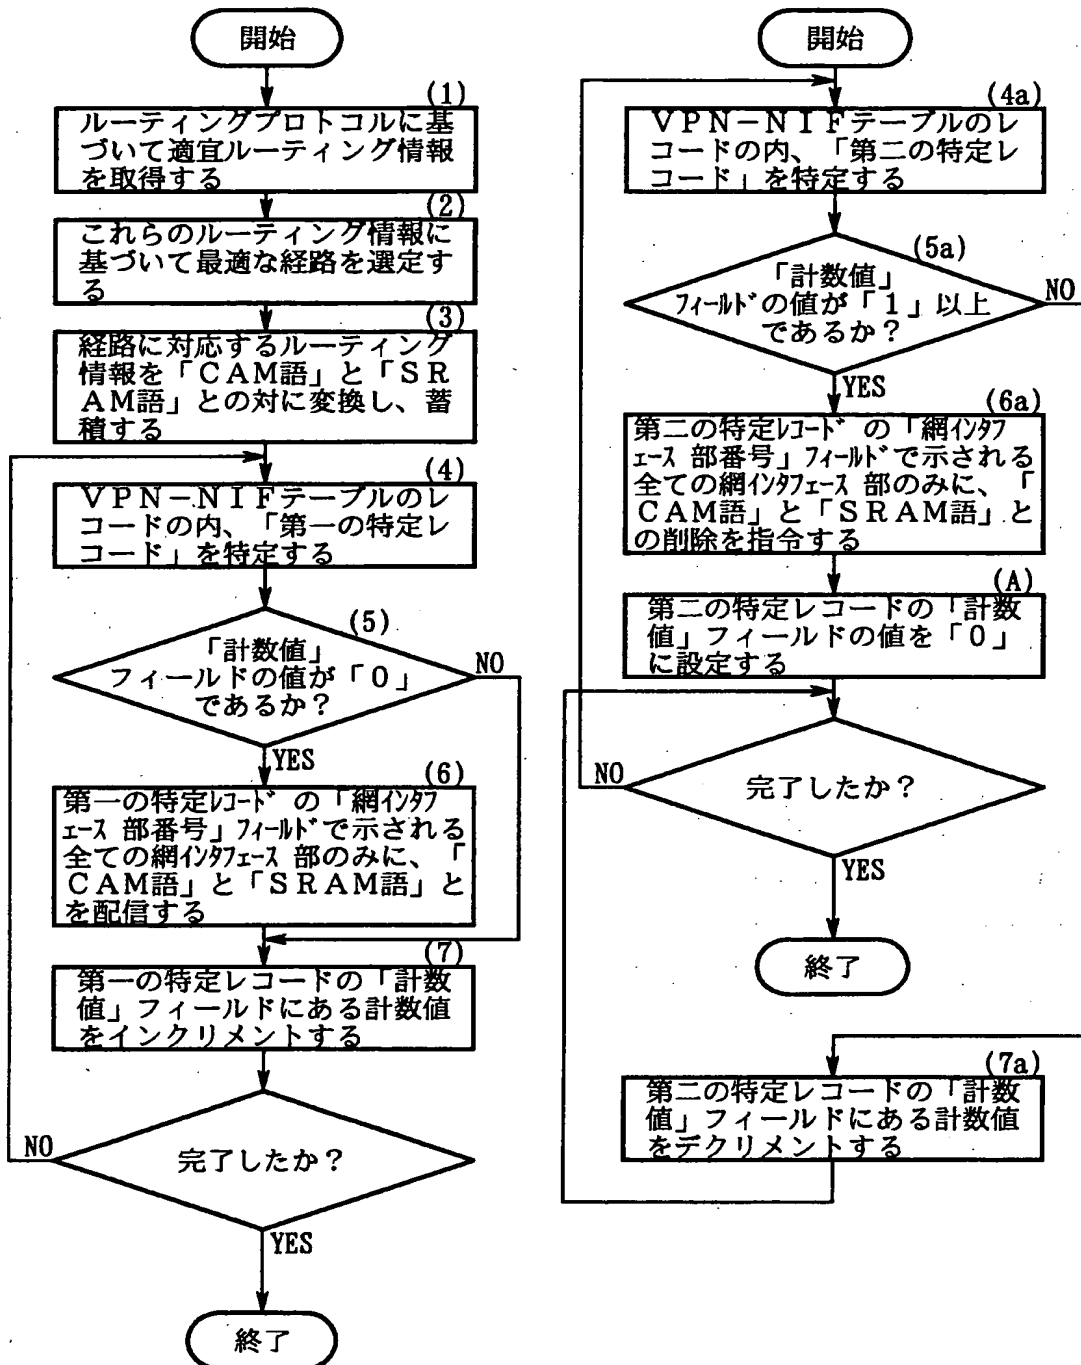 開始
(1)
ルーティングプロトコルに基
づいて適宜ルーティング情報
を取得する
(2)
これらのルーティング情報に
基づいて最適な経路を選定す
る
(3)
経路に対応するルーティング
情報を「CAM語」と「SR
AM語」との対に変換し、蓄
積する
(4)
VPN-NIFテーブルのレ
コードの内、「第一の特定レ
コード」を特定する
(5)
「計数値」
フィールドの値が「0」
であるか?
NO
YES
(6)
第一の特定レコードの「網インタフ
ェース部番号」フィールドで示される
全ての網インタフェース部のみに、「
CAM語」と「SRAM語」と
を配信する
(7)
第一の特定レコードの「計数
値」フィールドにある計数値
をインクリメントする
NO
完了したか?
YES
終了
開始
(4a)
VPN-NIFテーブルのレ
コードの内、「第二の特定レ
コード」を特定する
(5a)
「計数値」
フィールドの値が「1」以上
であるか?
NO
YES
(6a)
第二の特定レコードの「網インタフ
ェース部番号」フィールドで示される
全ての網インタフェース部のみに、「
CAM語」と「SRAM語」と
の削除を指令する
(A)
第二の特定レコードの「計数
値」フィールドの値を「0」
に設定する
NO
完了したか?
YES
終了
(7a)
第二の特定レコードの「計数
値」フィールドにある計数値
をデクリメントする